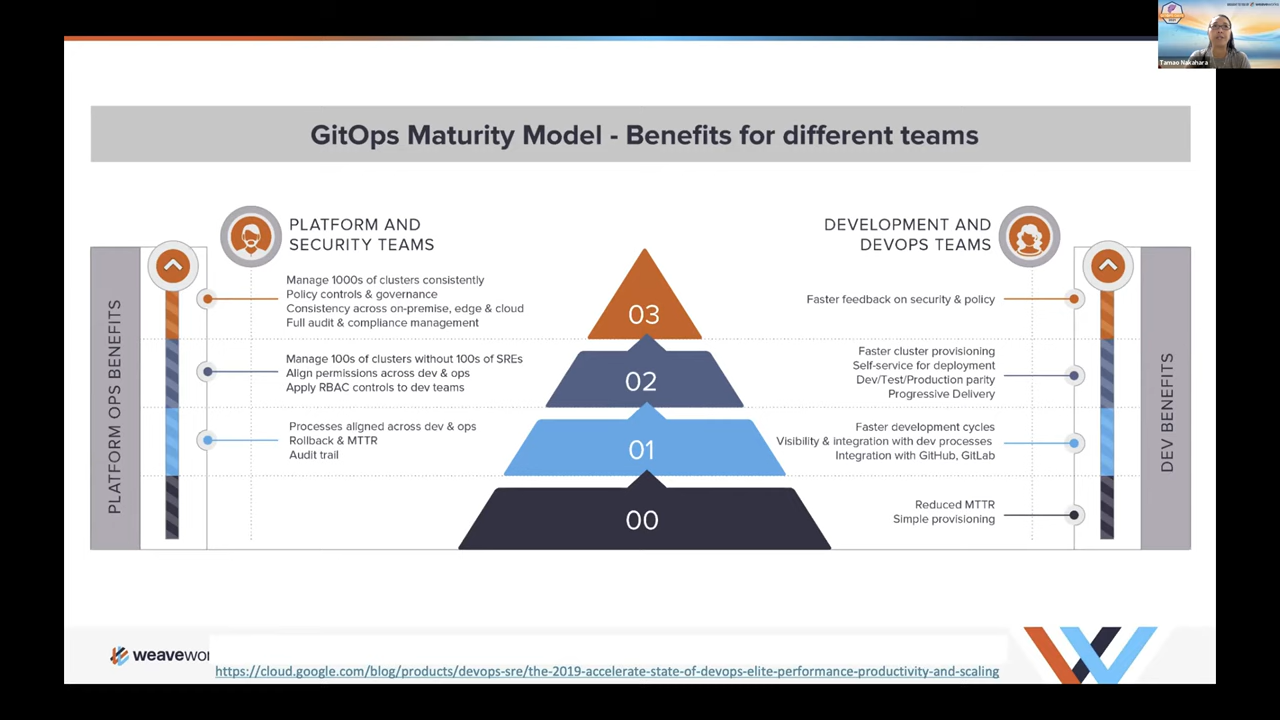 GitOps Maturity Model - Benefits for different teams
PLATFORM AND
SECURITY TEAMS
DEVELOPMENT AND
DEVOPS TEAMS
PLATFORM OPS BENEFITS
Manage 1000s of clusters consistently
Policy controls & governance
Consistency across on-premise, edge & cloud
Full audit & compliance management
Manage 100s of clusters without 100s of SREs
Align permissions across dev & ops
Apply RBAC controls to dev teams
Processes aligned across dev & ops
Rollback & MTTR
Audit trail
03
02
01
00
Faster feedback on security & policy
Faster cluster provisioning
Self-service for deployment
Dev/Test/Production parity
Progressive Delivery
Faster development cycles
Visibility & integration with dev processes
Integration with GitHub, GitLab
Reduced MTTR
Simple provisioning
DEV BENEFITS
weavewor
https://cloud.google.com/blog/products/devops-sre/the-2019-accelerate-state-of-devops-elite-performance-productivity-and-scaling
Tamao Nakahara